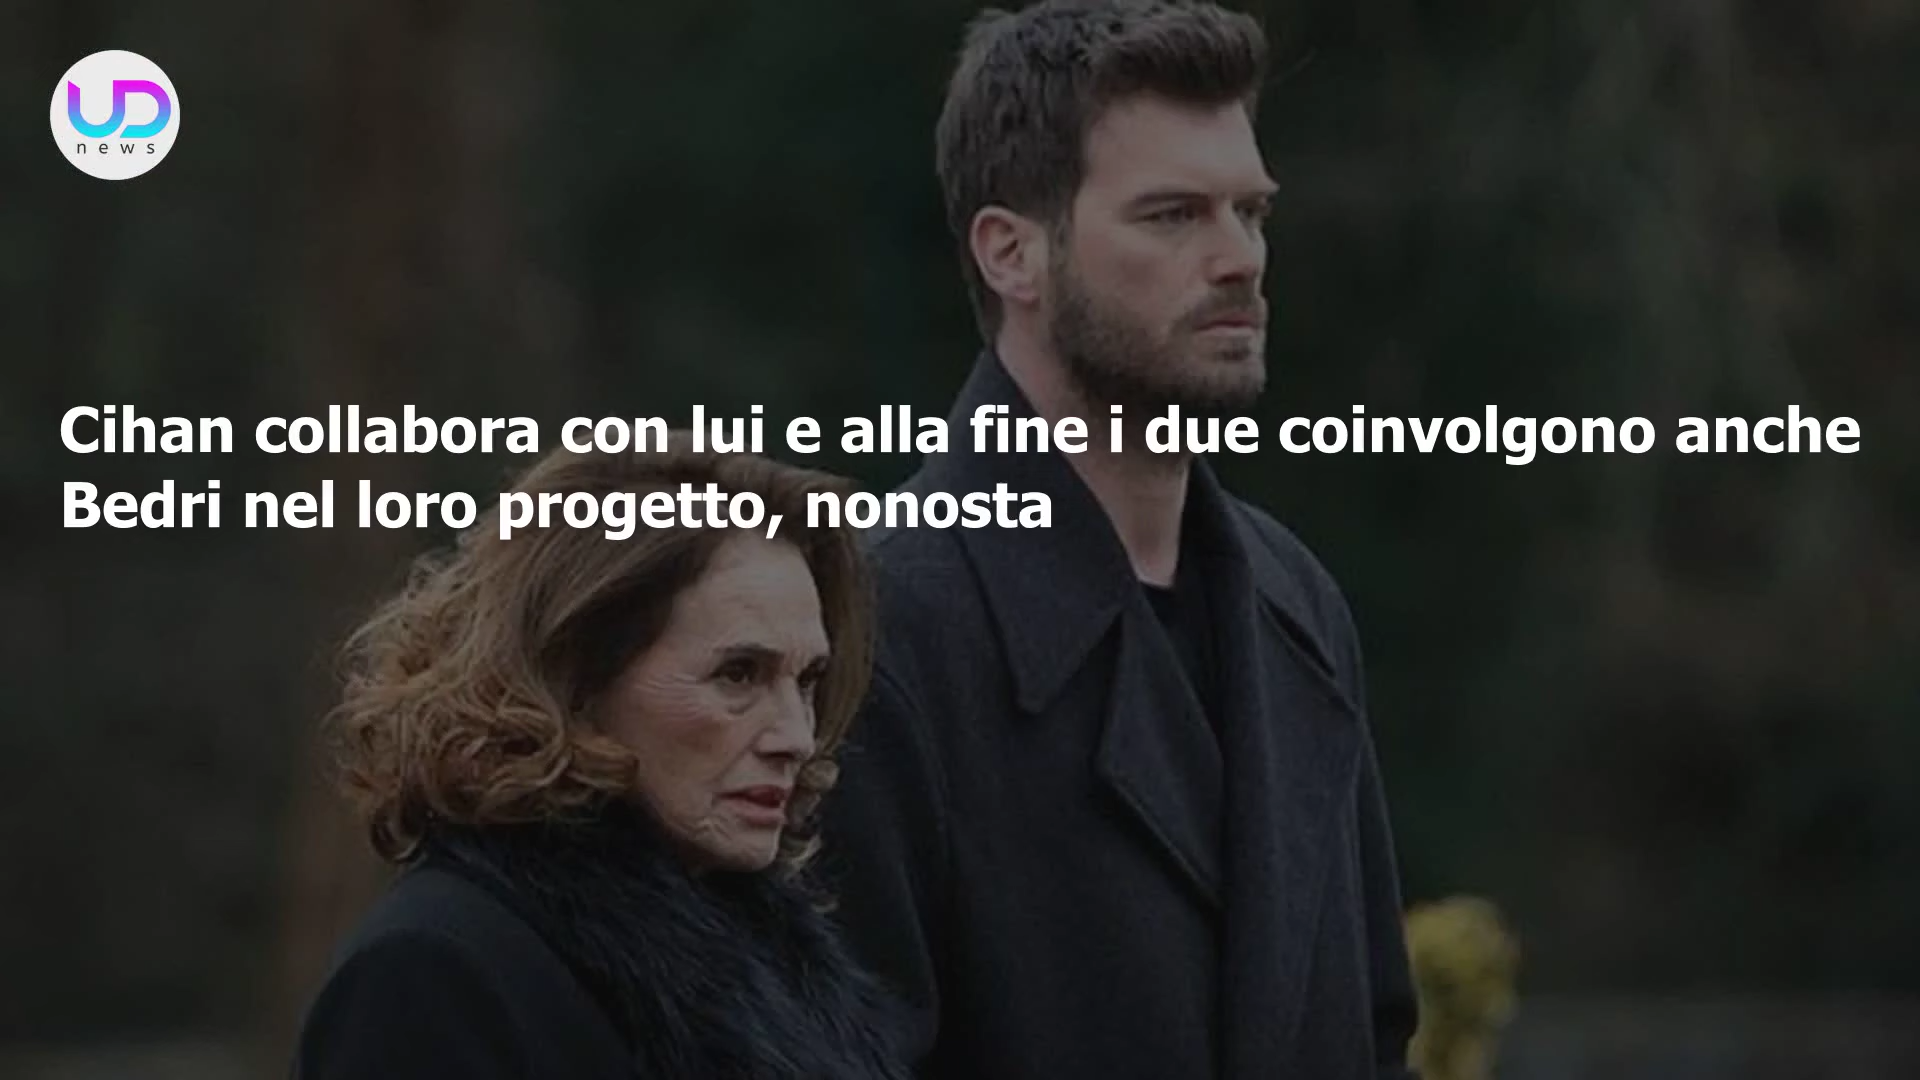 UD
news
Cihan collabora con lui e alla fine i due coinvolgono anche
Bedri nel loro progetto, nonosta